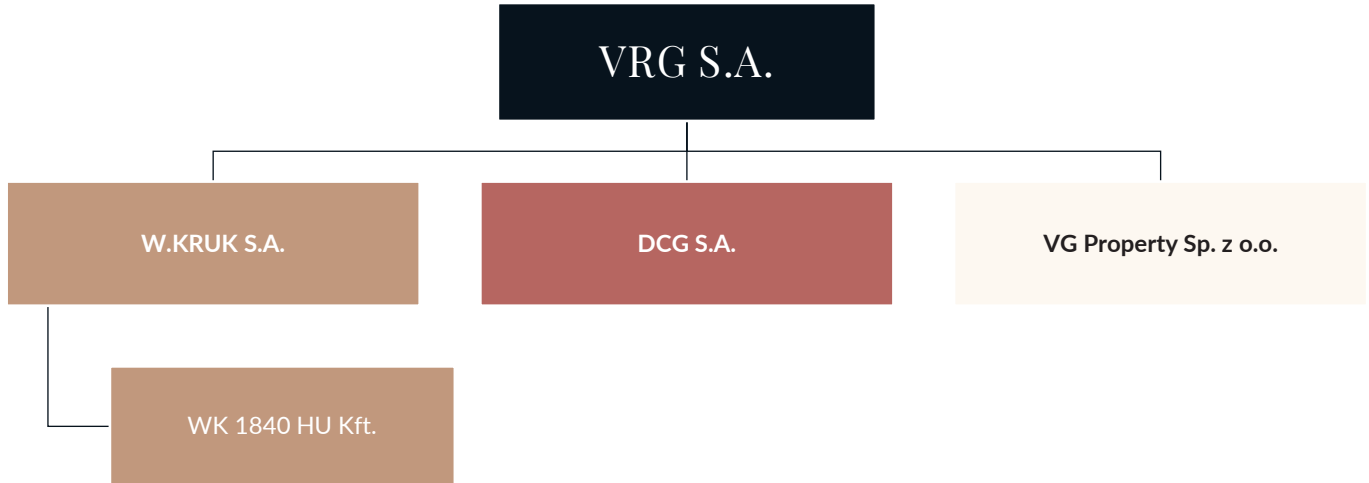 VRG S.A.
W.KRUK S.A.
DCG S.A.
VG Property Sp. z o.o.
WK 1840 HU Kft.